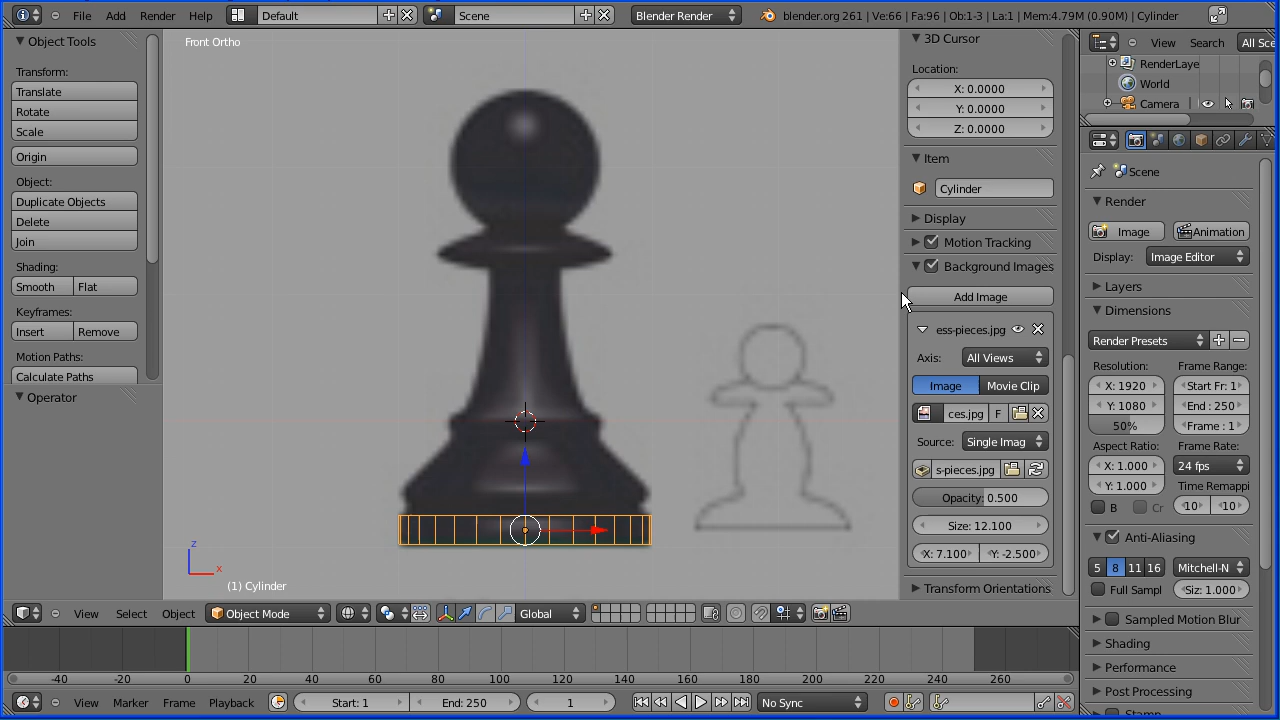 File Add Render Help Default Scene Blender Render blender.org 261 | Ve:66 | Fa:96 | Ob:1-3 | La:1 | Mem:4.79M (0.90M) | Cylinder
Object Tools
Transform:
Translate
Rotate
Scale
Origin
Object:
Duplicate Objects
Delete
Join
Shading:
Smooth Flat
Keyframes:
Insert Remove
Motion Paths:
Calculate Paths
Operator
Front Ortho
z
x
(1) Cylinder
3D Cursor
Location:
X: 0.0000
Y: 0.0000
Z: 0.0000
Item
Cylinder
Display
Motion Tracking
Background Images
Add Image
ess-pieces.jpg
Axis: All Views
Image Movie Clip
ces.jpg F
Source: Single Imag
s-pieces.jpg
Opacity: 0.500
Size: 12.100
X: 7.100 Y: -2.500
Transform Orientations
View Search All Sce
RenderLaye
World
Camera
Scene
Render
Image Animation
Display: Image Editor
Layers
Dimensions
Render Presets
Resolution: Frame Range:
X: 1920 Start Fr: 1
Y: 1080 End : 250
50% Frame : 1
Aspect Ratio: Frame Rate:
X: 1.000 24 fps
Y: 1.000 Time Remappi
B Cr 10 10
Anti-Aliasing
5 8 11 16 Mitchell-N
Full Sampl Siz: 1.000
Sampled Motion Blur
Shading
Performance
Post Processing
Stamp
View Select Object Object Mode Global
-40 -20 0 20 40 60 80 100 120 140 160 180 200 220 240 260
View Marker Frame Playback Start: 1 End: 250 1 No Sync